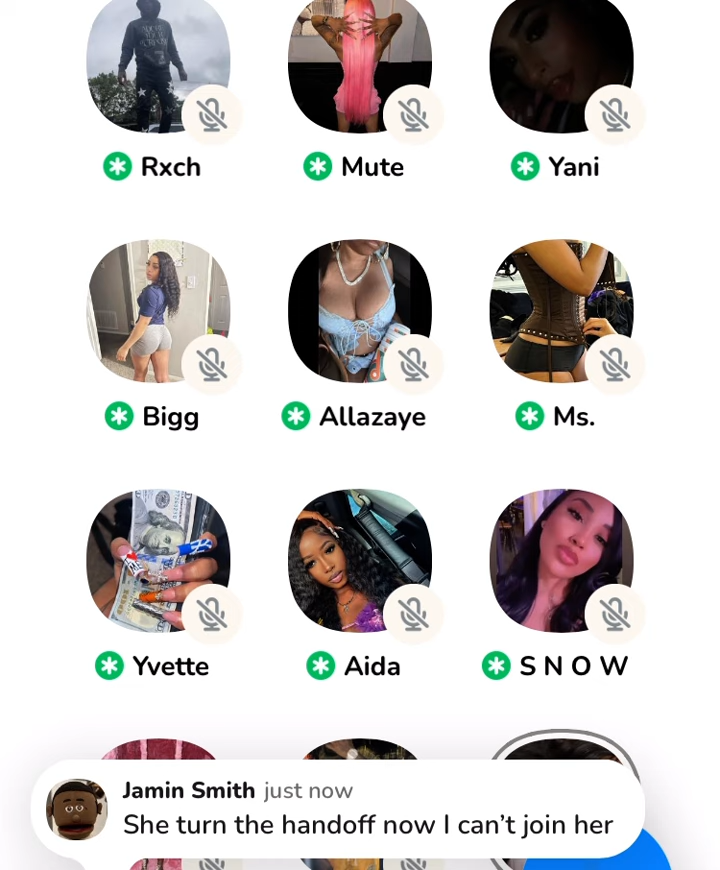 Rxch
Mute
Yani
Bigg
Allazaye
Ms.
Yvette
Aida
S N O W
Jamin Smith just now
She turn the handoff now I can’t join her